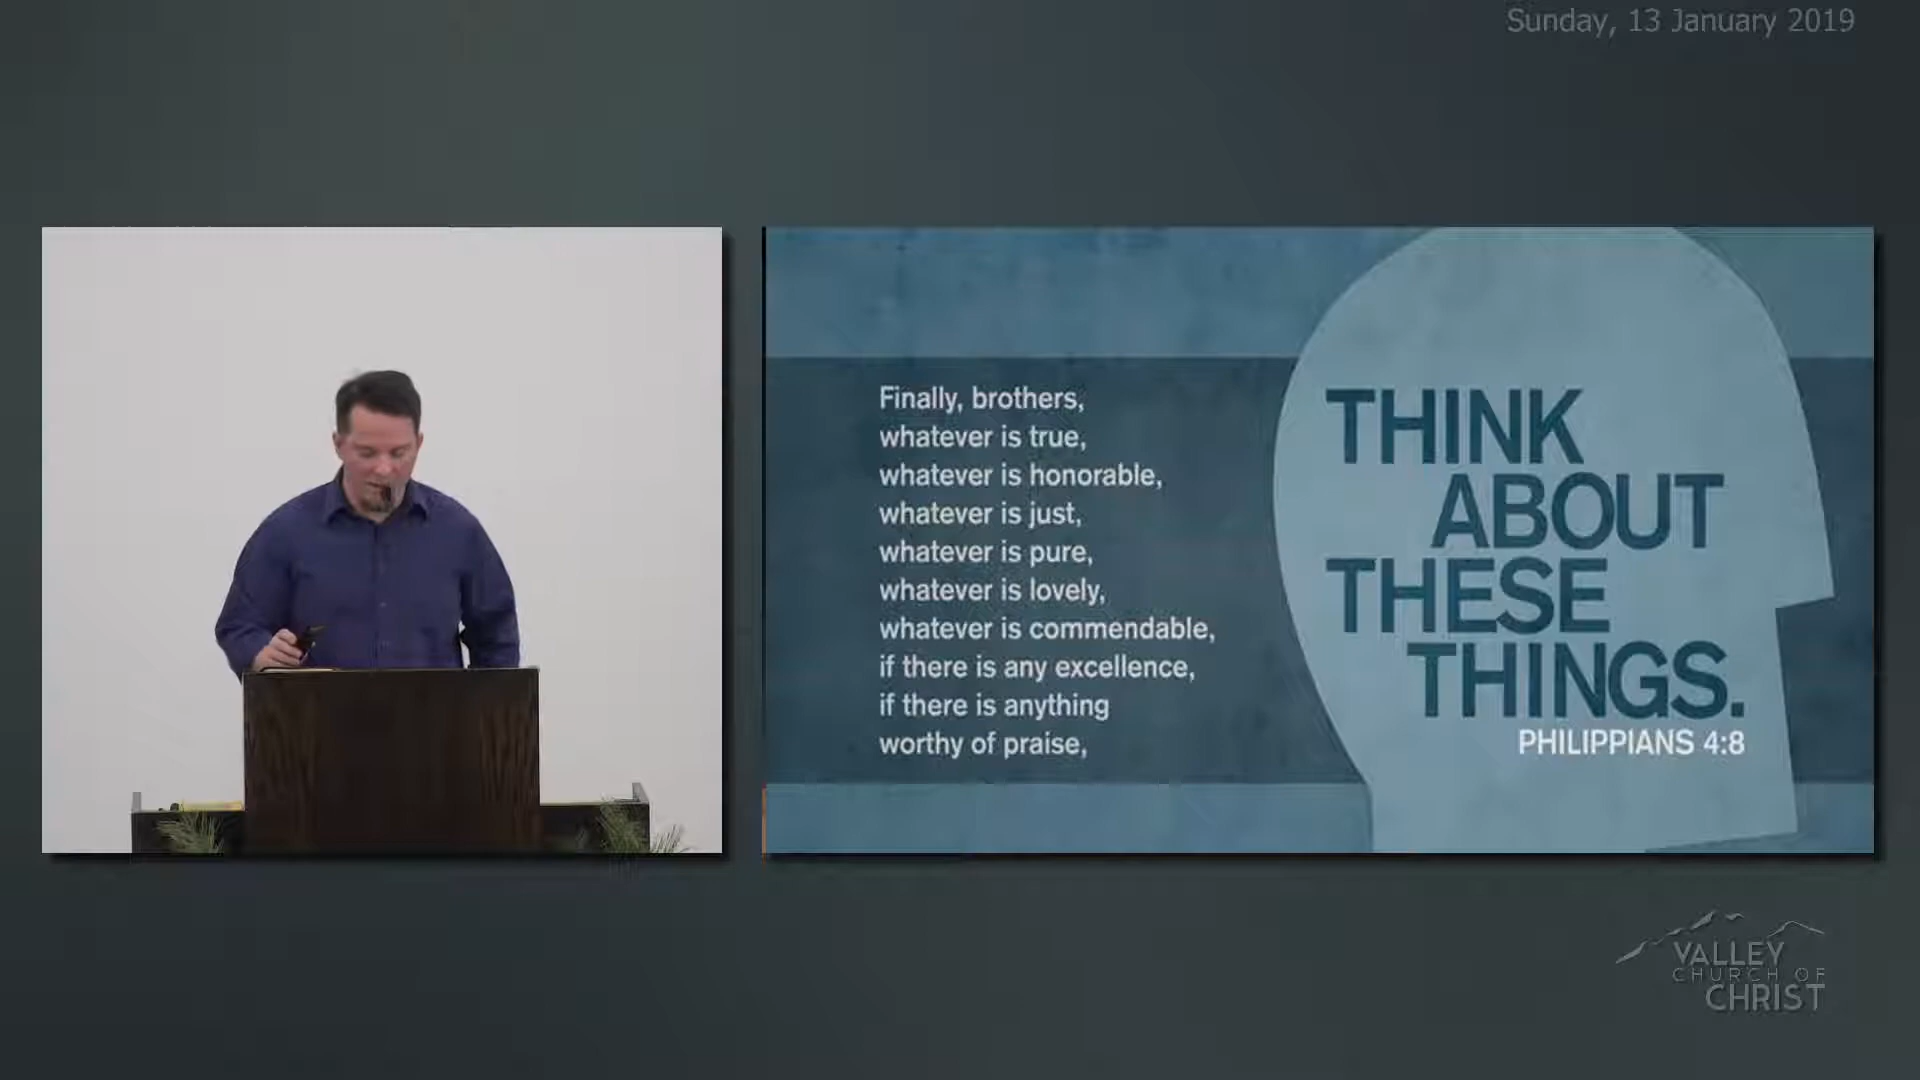 Sunday, 13 January 2019
Finally, brothers,
whatever is true,
whatever is honorable,
whatever is just,
whatever is pure,
whatever is lovely,
whatever is commendable,
if there is any excellence,
if there is anything
worthy of praise,
THINK
ABOUT
THESE
THINGS.
PHILIPPIANS 4:8
VALLEY
CHURCH OF
CHRIST